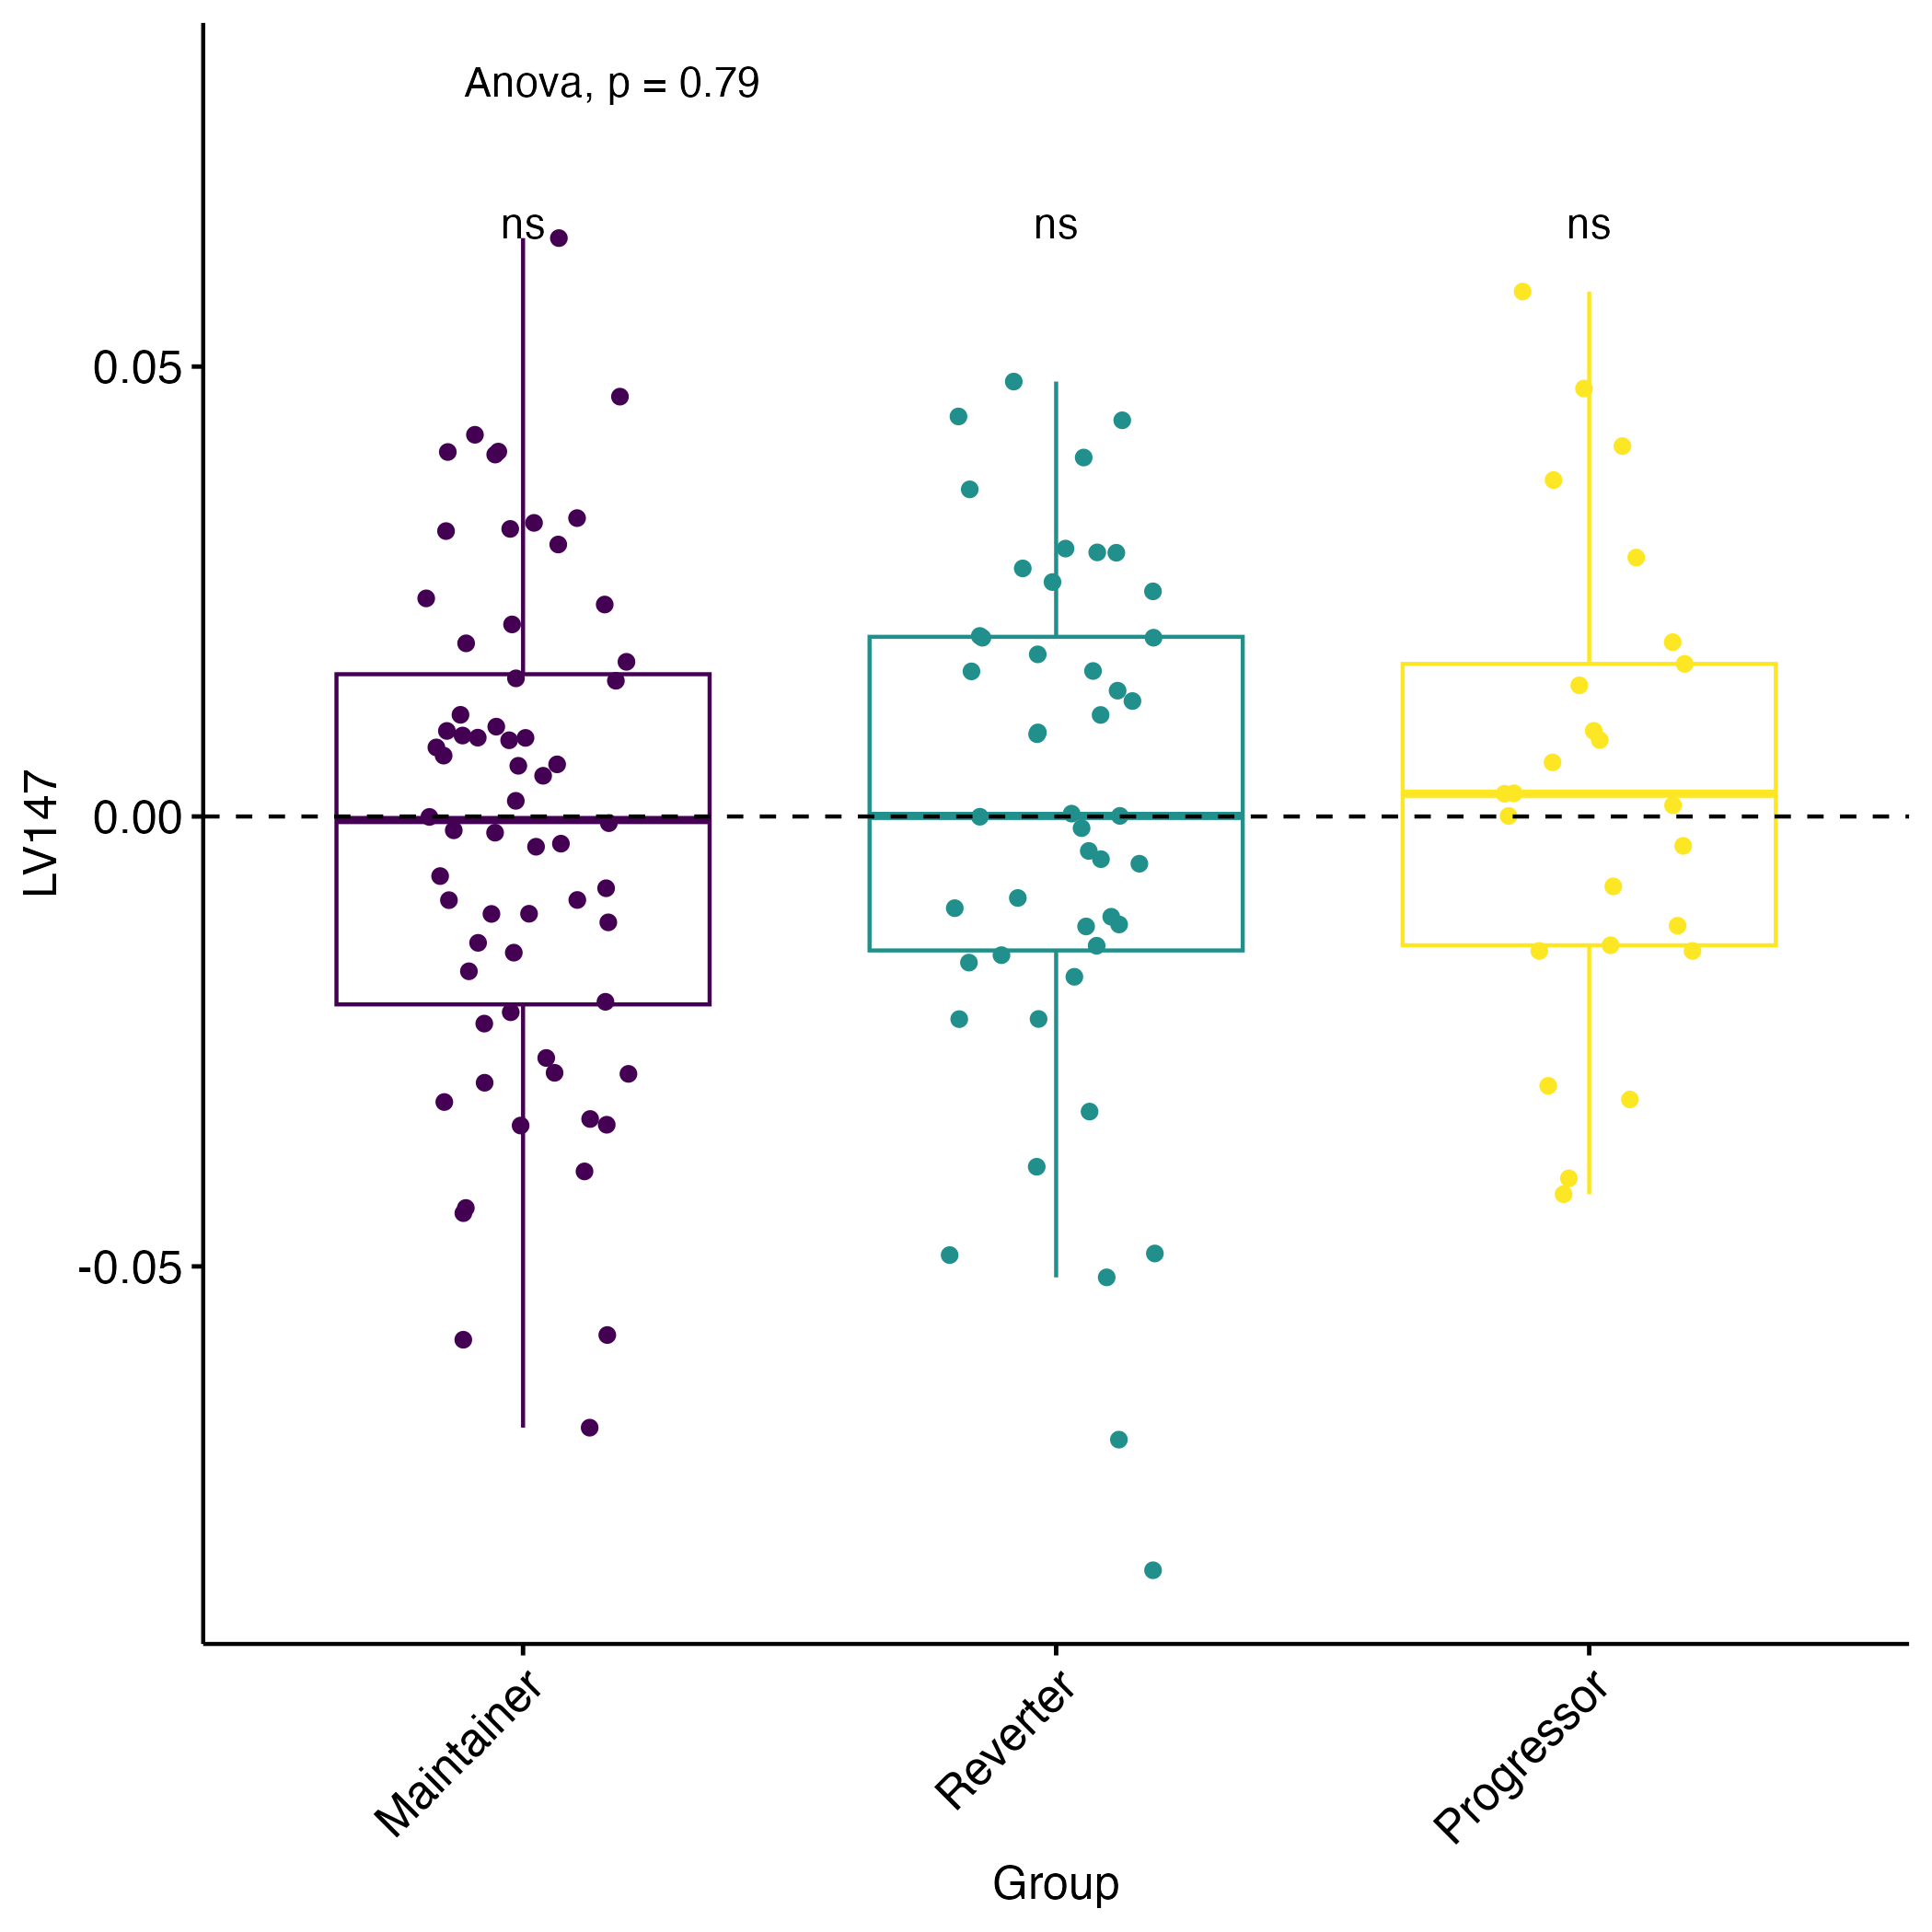 Anova, p = 0.79
ns ns ns
0.05
0.00
-0.05
LV147
Maintainer Reverter Progressor
Group